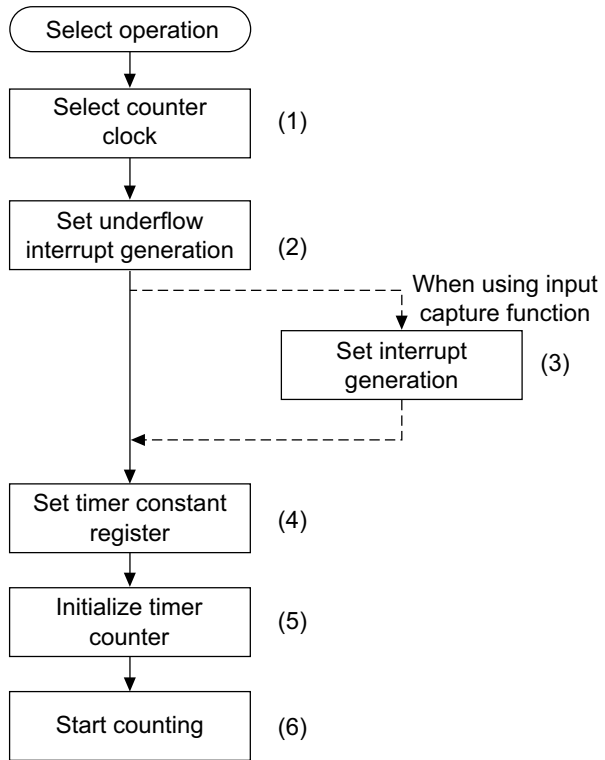 Select operation
Select counter
clock
(1)
Set underflow
interrupt generation
(2)
When using input
capture function
Set interrupt
generation
(3)
Set timer constant
register
(4)
Initialize timer
counter
(5)
Start counting
(6)